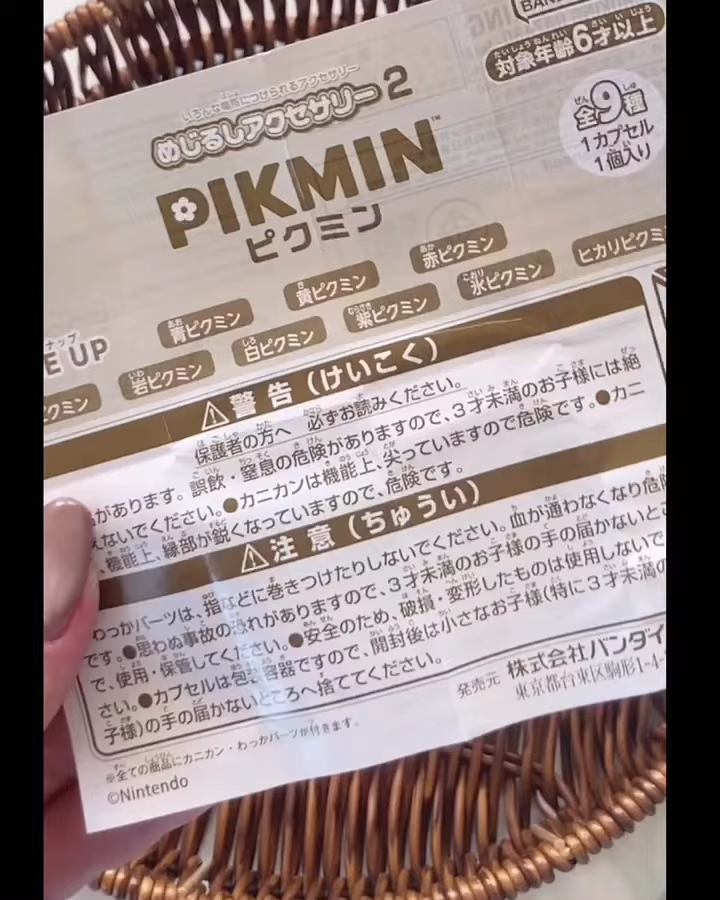 BAN
対象年齢6才以上
いろんな場所につけられるアクセサリー
めじるしアクセサリー2
全9種
1カプセル
1個入り
PIKMIN™
ピクミン
赤ピクミン
ヒカリピクミ
黄ピクミン
氷ピクミン
青ピクミン
紫ピクミン
ナップ
E UP
白ピクミン
岩ピクミン
クミン
⚠警告(けいこく)
保護者の方へ 必ずお読みください。
があります。誤飲・窒息の危険がありますので、3才未満のお子様には絶
えないでください。●カニカンは機能上、尖っていますので危険です。●カニ
、機能上、縁部が鋭くなっていますので、危険です。
⚠注意(ちゅうい)
わっかパーツは、指などに巻きつけたりしないでください。血が通わなくなり危険
です。●思わぬ事故の恐れがありますので、3才未満のお子様の手の届かないとこ
で、使用・保管してください。●安全のため、破損・変形したものは使用しないで
さい。●カプセルは包装容器ですので、開封後は小さなお子様(特に3才未満の
子様)の手の届かないところへ捨ててください。
※全ての商品にカニカン・わっかパーツが付きます。
発売元 株式会社バンダイ
東京都台東区駒形1-4-
©Nintendo